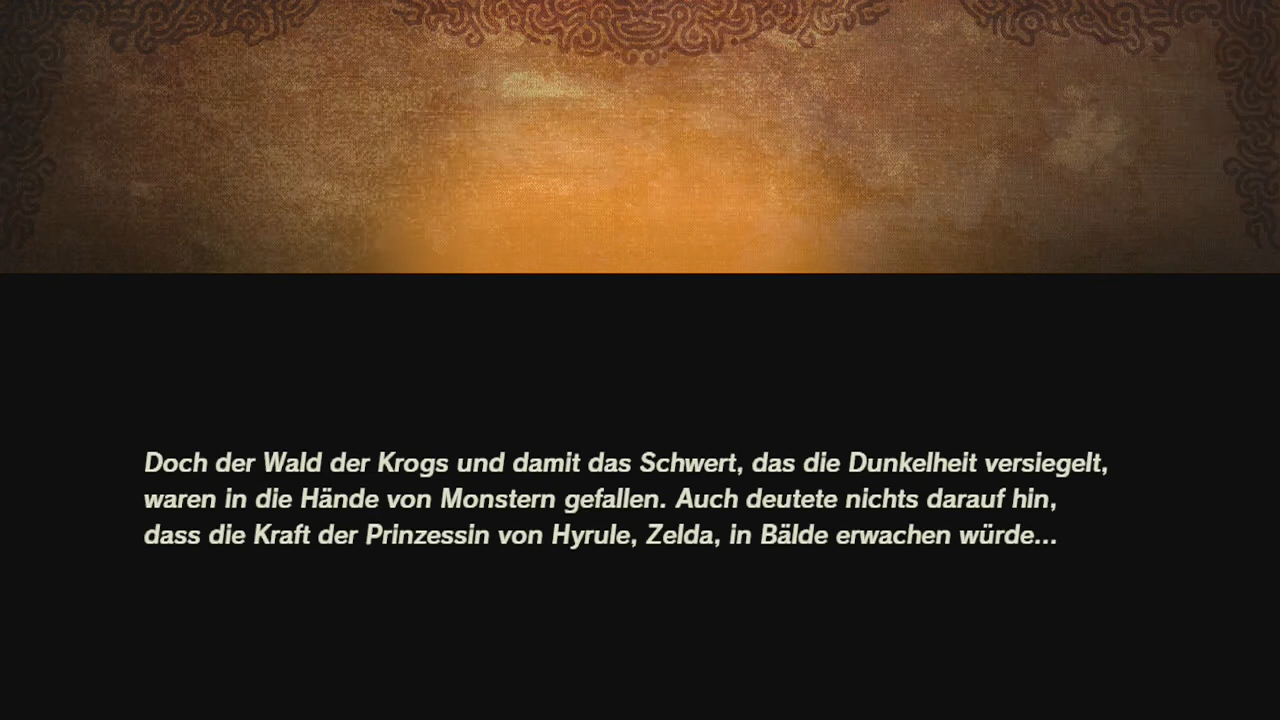 Doch der Wald der Krogs und damit das Schwert, das die Dunkelheit versiegelt,
waren in die Hände von Monstern gefallen. Auch deutete nichts darauf hin,
dass die Kraft der Prinzessin von Hyrule, Zelda, in Bälde erwachen würde...